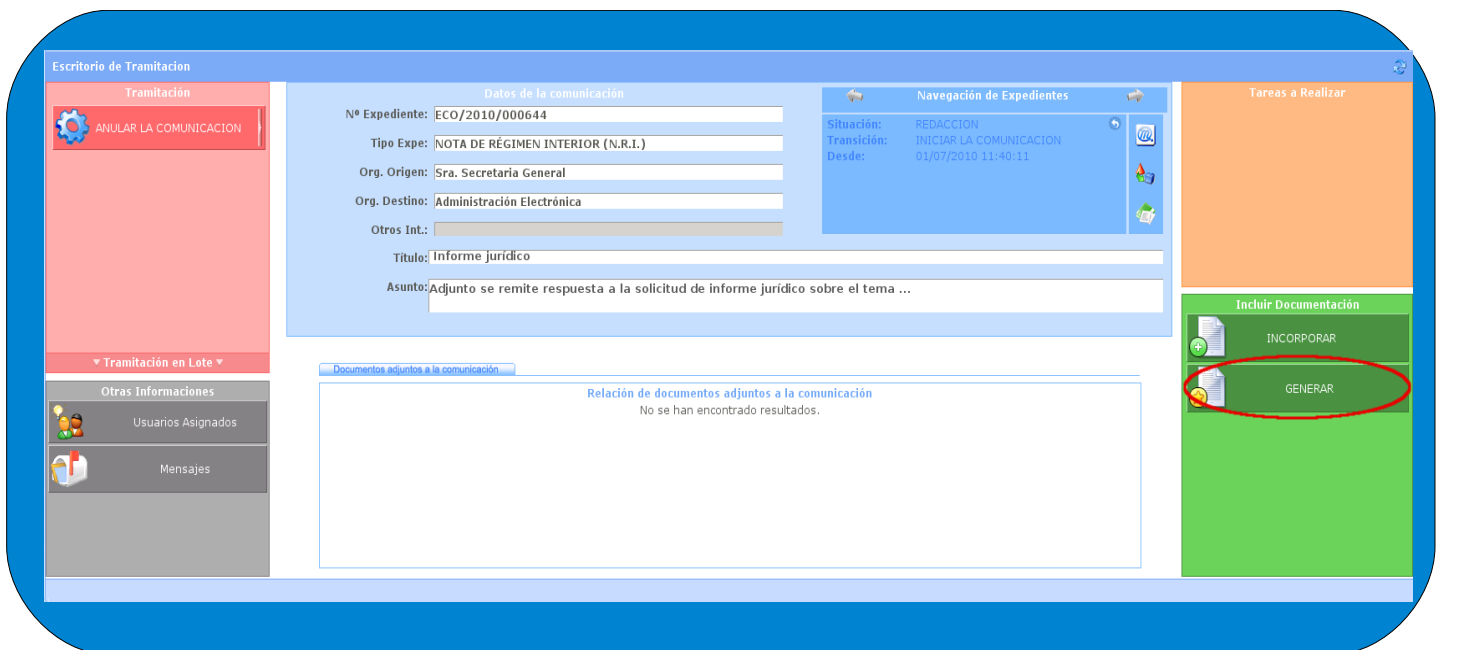 Escritorio de Tramitacion
Tramitación
ANULAR LA COMUNICACION
▼ Tramitación en Lote ▼
Otras Informaciones
Usuarios Asignados
Mensajes
Datos de la comunicación
Nº Expediente: ECO/2010/000644
Tipo Expe: NOTA DE RÉGIMEN INTERIOR (N.R.I.)
Org. Origen: Sra. Secretaria General
Org. Destino: Administración Electrónica
Otros Int.:
Título: Informe jurídico
Asunto: Adjunto se remite respuesta a la solicitud de informe jurídico sobre el tema ...
Navegación de Expedientes
Situación: REDACCION
Transición: INICIAR LA COMUNICACION
Desde: 01/07/2010 11:40:11
Documentos adjuntos a la comunicación
Relación de documentos adjuntos a la comunicación
No se han encontrado resultados.
Tareas a Realizar
Incluir Documentación
INCORPORAR
GENERAR